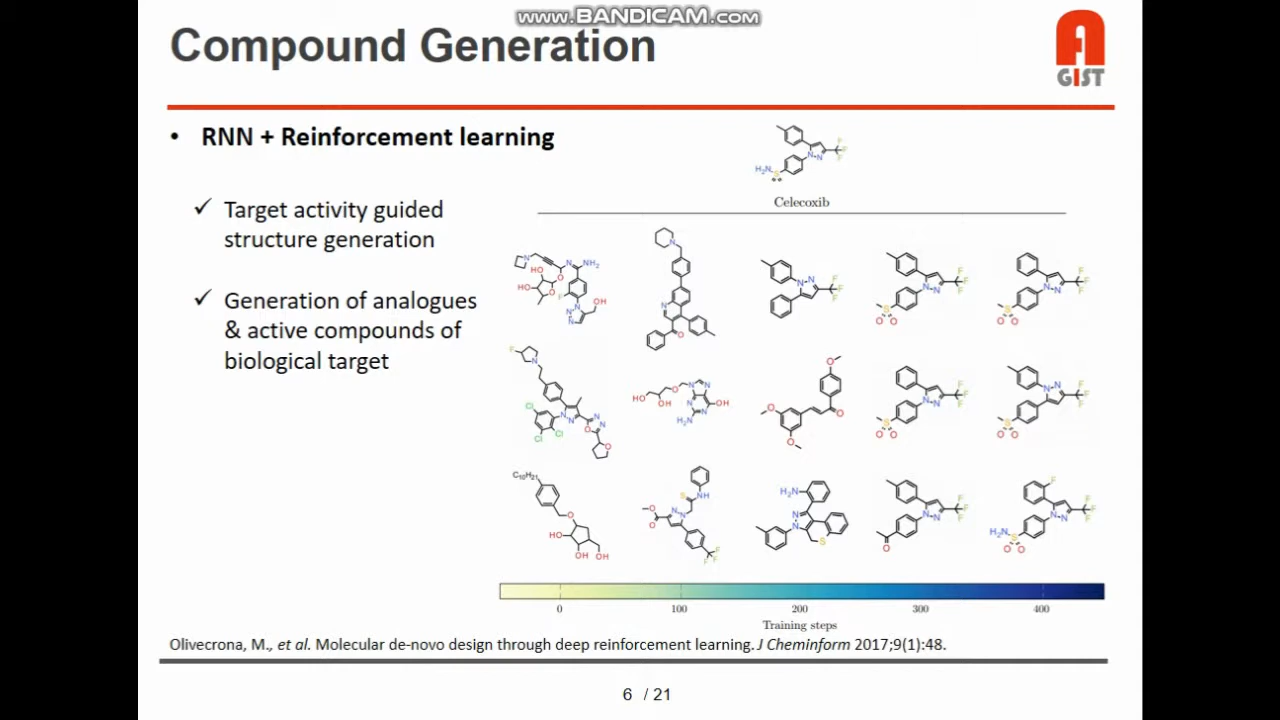 www.BANDICAM.com
Compound Generation
GIST
• RNN + Reinforcement learning
H₂N S N N F F F
Celecoxib
✓ Target activity guided
structure generation
✓ Generation of analogues
& active compounds of
biological target
C₁₀H₂₁
0 100 200 300 400
Training steps
Olivecrona, M., et al. Molecular de-novo design through deep reinforcement learning. J Cheminform 2017;9(1):48.
6 / 21